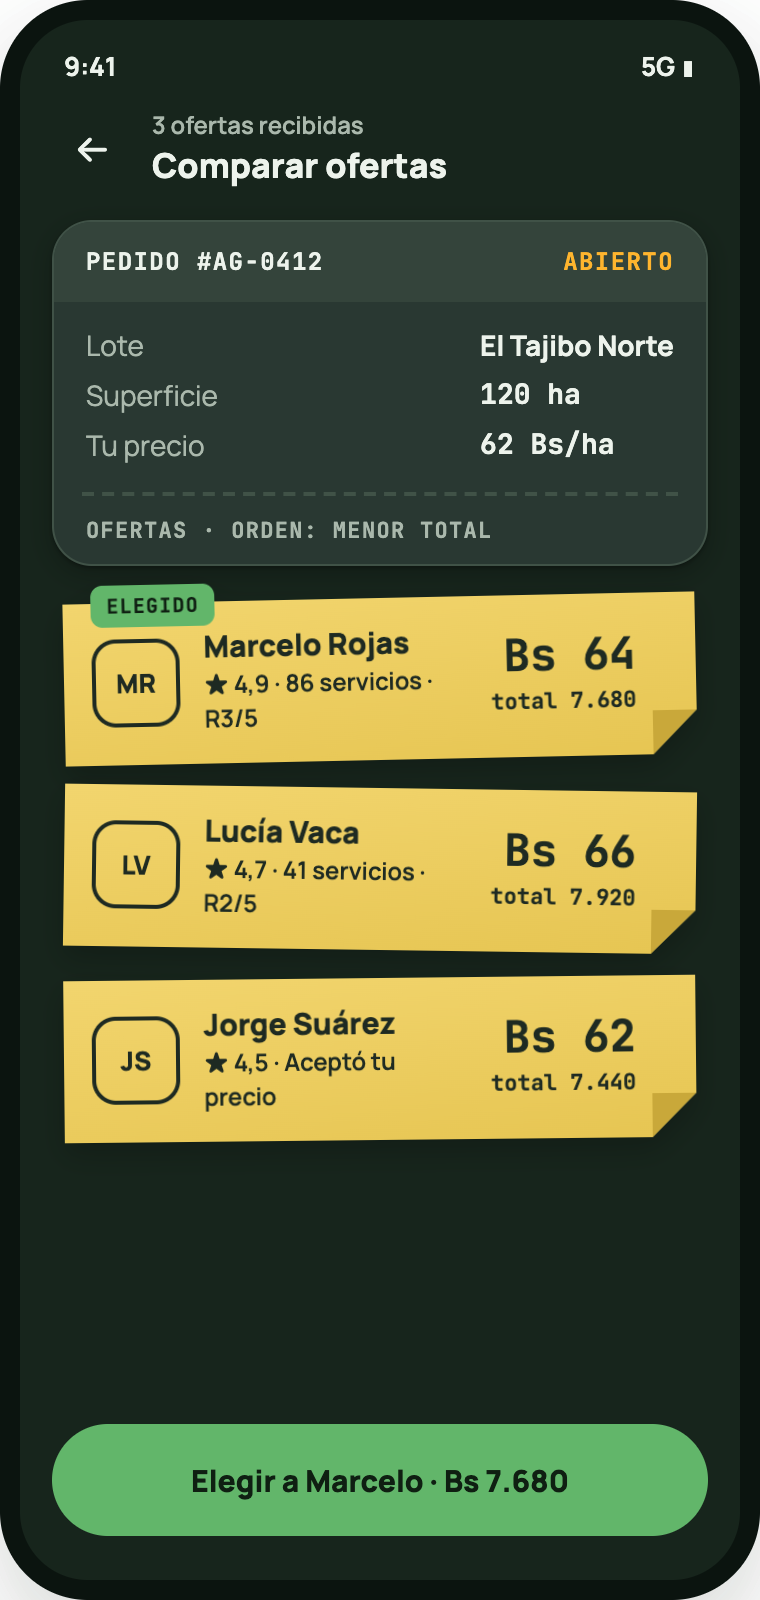 9:41
5G
3 ofertas recibidas
Comparar ofertas
PEDIDO #AG-0412
ABIERTO
Lote
El Tajibo Norte
Superficie
120 ha
Tu precio
62 Bs/ha
OFERTAS · ORDEN: MENOR TOTAL
ELEGIDO
MR
Marcelo Rojas
★ 4,9 · 86 servicios ·
R3/5
Bs 64
total 7.680
LV
Lucía Vaca
★ 4,7 · 41 servicios ·
R2/5
Bs 66
total 7.920
JS
Jorge Suárez
★ 4,5 · Aceptó tu
precio
Bs 62
total 7.440
Elegir a Marcelo · Bs 7.680